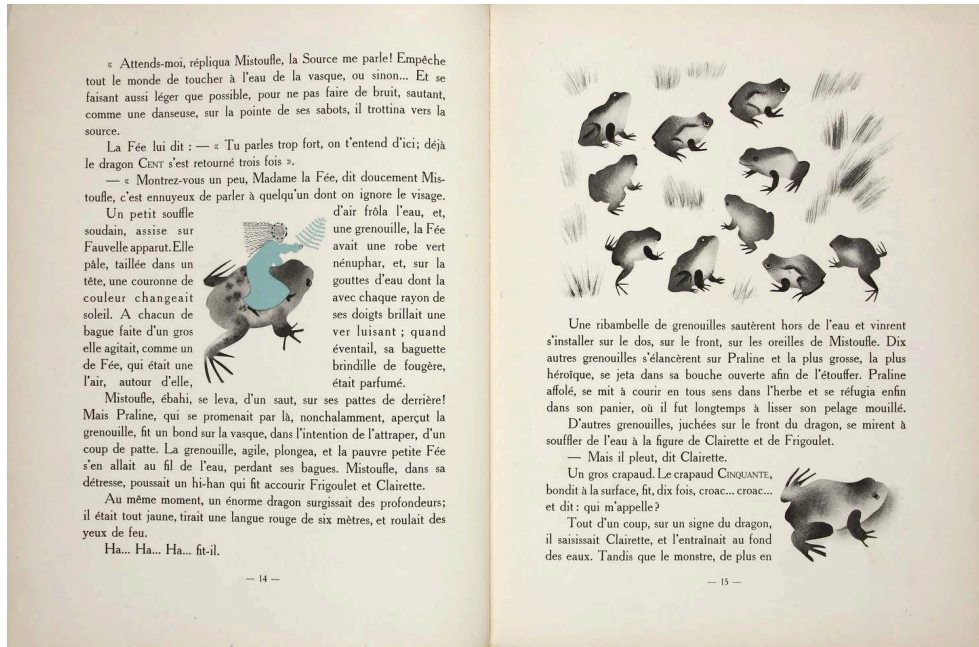 « Attends-moi, répliqua Mistoufle, la Source me parle! Empêche
tout le monde de toucher à l'eau de la vasque, ou sinon... Et se
faisant aussi léger que possible, pour ne pas faire de bruit, sautant,
comme une danseuse, sur la pointe de ses sabots, il trottina vers la
source.
La Fée lui dit : — « Tu parles trop fort, on t'entend d'ici; déjà
le dragon CENT s'est retourné trois fois ».
— « Montrez-vous un peu, Madame la Fée, dit doucement Mis-
toufle, c'est ennuyeux de parler à quelqu'un dont on ignore le visage.
Un petit souffle d'air frôla l'eau, et,
soudain, assise sur une grenouille, la Fée
Fauvelle apparut. Elle avait une robe vert
pâle, taillée dans un nénuphar, et, sur la
tête, une couronne de gouttes d'eau dont la
couleur changeait avec chaque rayon de
soleil. A chacun de ses doigts brillait une
bague faite d'un gros ver luisant ; quand
elle agitait, comme un éventail, sa baguette
de Fée, qui était une brindille de fougère,
l'air, autour d'elle, était parfumé.
Mistoufle, ébahi, se leva, d'un saut, sur ses pattes de derrière!
Mais Praline, qui se promenait par là, nonchalamment, aperçut la
grenouille, fit un bond sur la vasque, dans l'intention de l'attraper, d'un
coup de patte. La grenouille, agile, plongea, et la pauvre petite Fée
s'en allait au fil de l'eau, perdant ses bagues. Mistoufle, dans sa
détresse, poussait un hi-han qui fit accourir Frigoulet et Clairette.
Au même moment, un énorme dragon surgissait des profondeurs;
il était tout jaune, tirait une langue rouge de six mètres, et roulait des
yeux de feu.
Ha... Ha... Ha... fit-il.
— 14 —
Une ribambelle de grenouilles sautèrent hors de l'eau et vinrent
s'installer sur le dos, sur le front, sur les oreilles de Mistoufle. Dix
autres grenouilles s'élancèrent sur Praline et la plus grosse, la plus
héroïque, se jeta dans sa bouche ouverte afin de l'étouffer. Praline
affolé, se mit à courir en tous sens dans l'herbe et se réfugia enfin
dans son panier, où il fut longtemps à lisser son pelage mouillé.
D'autres grenouilles, juchées sur le front du dragon, se mirent à
souffler de l'eau à la figure de Clairette et de Frigoulet.
— Mais il pleut, dit Clairette.
Un gros crapaud. Le crapaud CINQUANTE,
bondit à la surface, fit, dix fois, croac... croac...
et dit : qui m'appelle?
Tout d'un coup, sur un signe du dragon,
il saisissait Clairette, et l'entraînait au fond
des eaux. Tandis que le monstre, de plus en
— 15 —